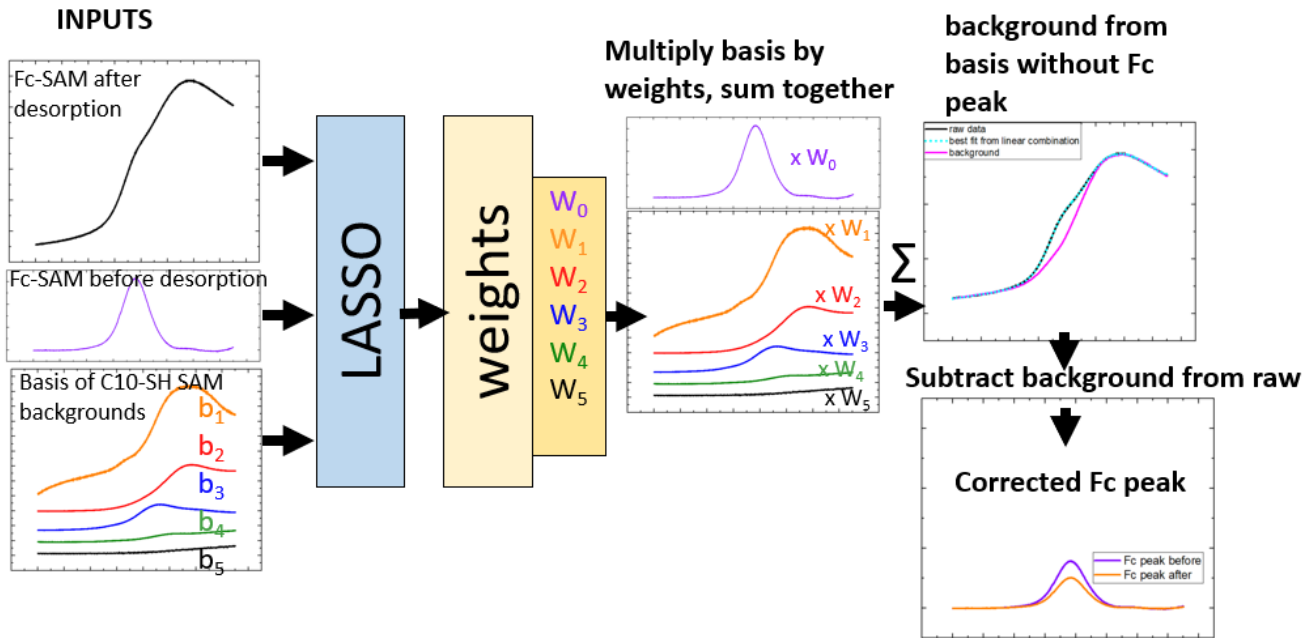 INPUTS
Fc-SAM after
desorption
Fc-SAM before desorption
Basis of C10-SH SAM
backgrounds
b₁
b₂
b₃
b₄
b₅
LASSO
weights
W₀
W₁
W₂
W₃
W₄
W₅
Multiply basis by
weights, sum together
x W₀
x W₁
x W₂
x W₃
x W₄
x W₅
Σ
background from
basis without Fc
peak
raw data
best fit from linear combination
background
Subtract background from raw
Corrected Fc peak
Fc peak before
Fc peak after